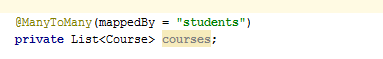 @ManyToMany(mappedBy = "students")
private List<Course> courses;